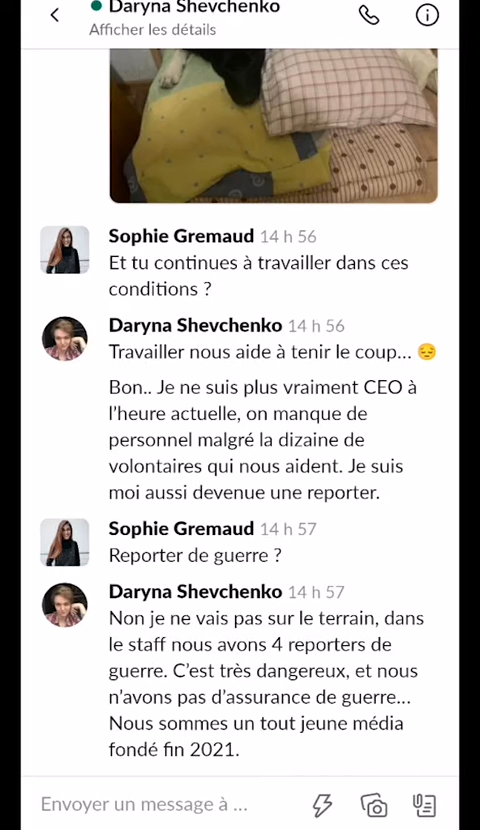 Daryna Shevchenko
Afficher les détails
Sophie Gremaud 14 h 56
Et tu continues à travailler dans ces
conditions ?
Daryna Shevchenko 14 h 56
Travailler nous aide à tenir le coup... 😔
Bon.. Je ne suis plus vraiment CEO à
l'heure actuelle, on manque de
personnel malgré la dizaine de
volontaires qui nous aident. Je suis
moi aussi devenue une reporter.
Sophie Gremaud 14 h 57
Reporter de guerre ?
Daryna Shevchenko 14 h 57
Non je ne vais pas sur le terrain, dans
le staff nous avons 4 reporters de
guerre. C'est très dangereux, et nous
n'avons pas d'assurance de guerre...
Nous sommes un tout jeune média
fondé fin 2021.
Envoyer un message à ...